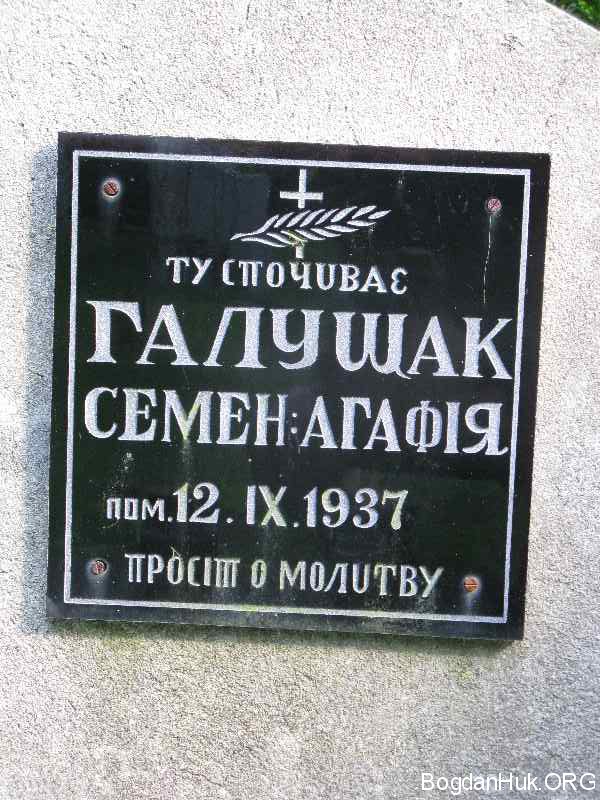 ТУ СПОЧИВАЄ
ГАЛУЩАК
СЕМЕН:АГАФІЯ
ПОМ. 12. IX. 1937
ПРОСІТ О МОЛИТВУ
BogdanHuk.ORG